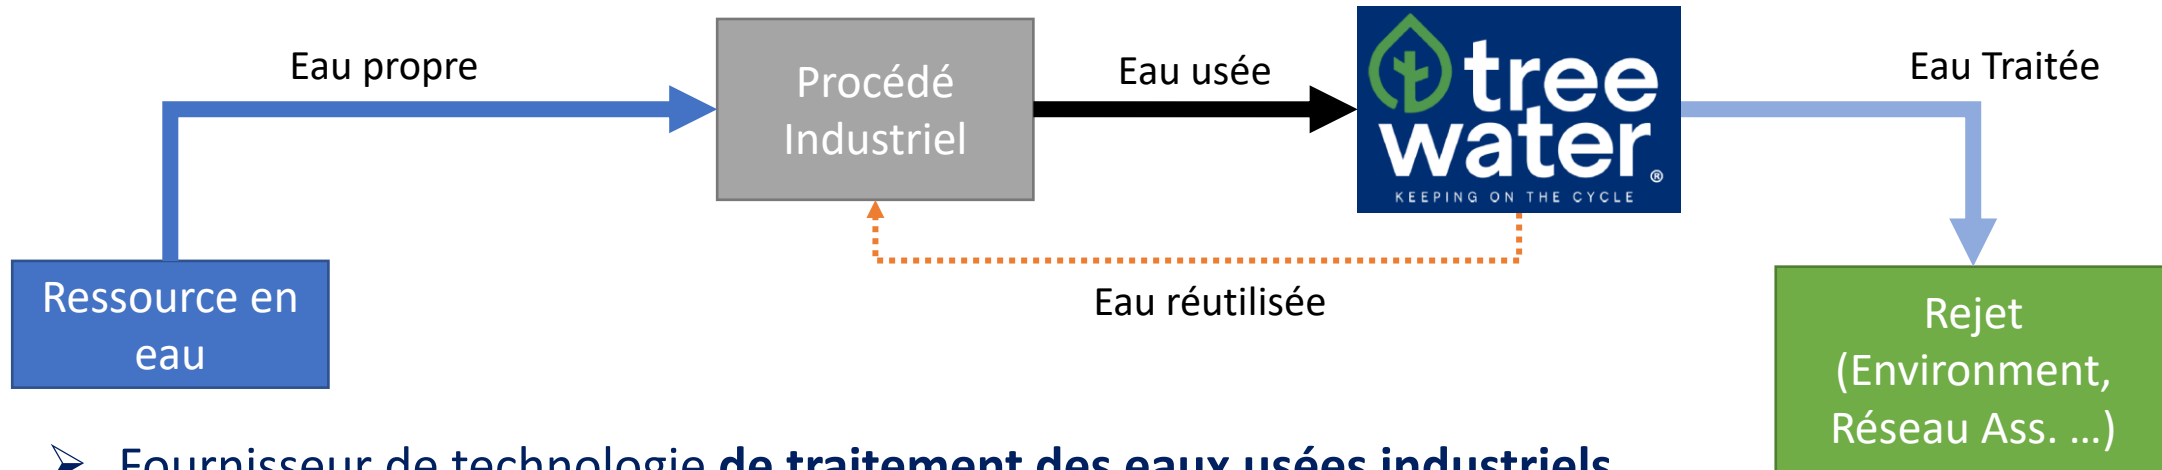 Eau propre
Procédé
Industriel
Eau usée
tree
water®
KEEPING ON THE CYCLE
Eau Traitée
Ressource en
eau
Eau réutilisée
Rejet
(Environment,
Réseau Ass. …)
➢ Fournisseur de technologie de traitement des eaux usées industriels